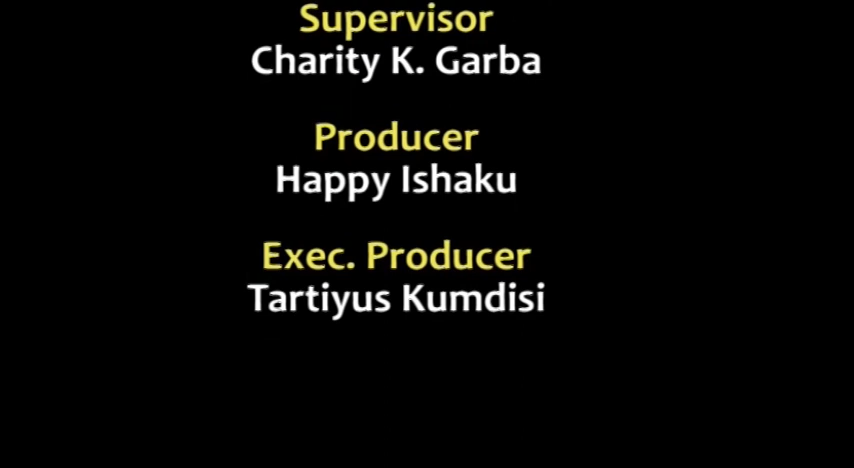 Supervisor
Charity K. Garba
Producer
Happy Ishaku
Exec. Producer
Tartiyus Kumdisi